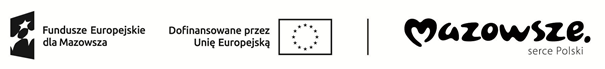 Fundusze Europejskie
dla Mazowsza
Dofinansowane przez
Unię Europejską
Mazowsze.
serce Polski